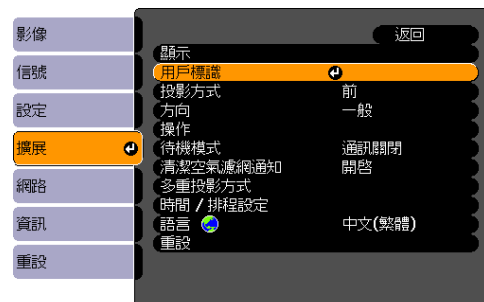 影像
信號
設定
擴展
網路
資訊
重設
返回
顯示
用戶標識
投影方式 前
方向 一般
操作
待機模式 通訊關閉
清潔空氣濾網通知 開啓
多重投影方式
時間 / 排程設定
語言 中文(繁體)
重設